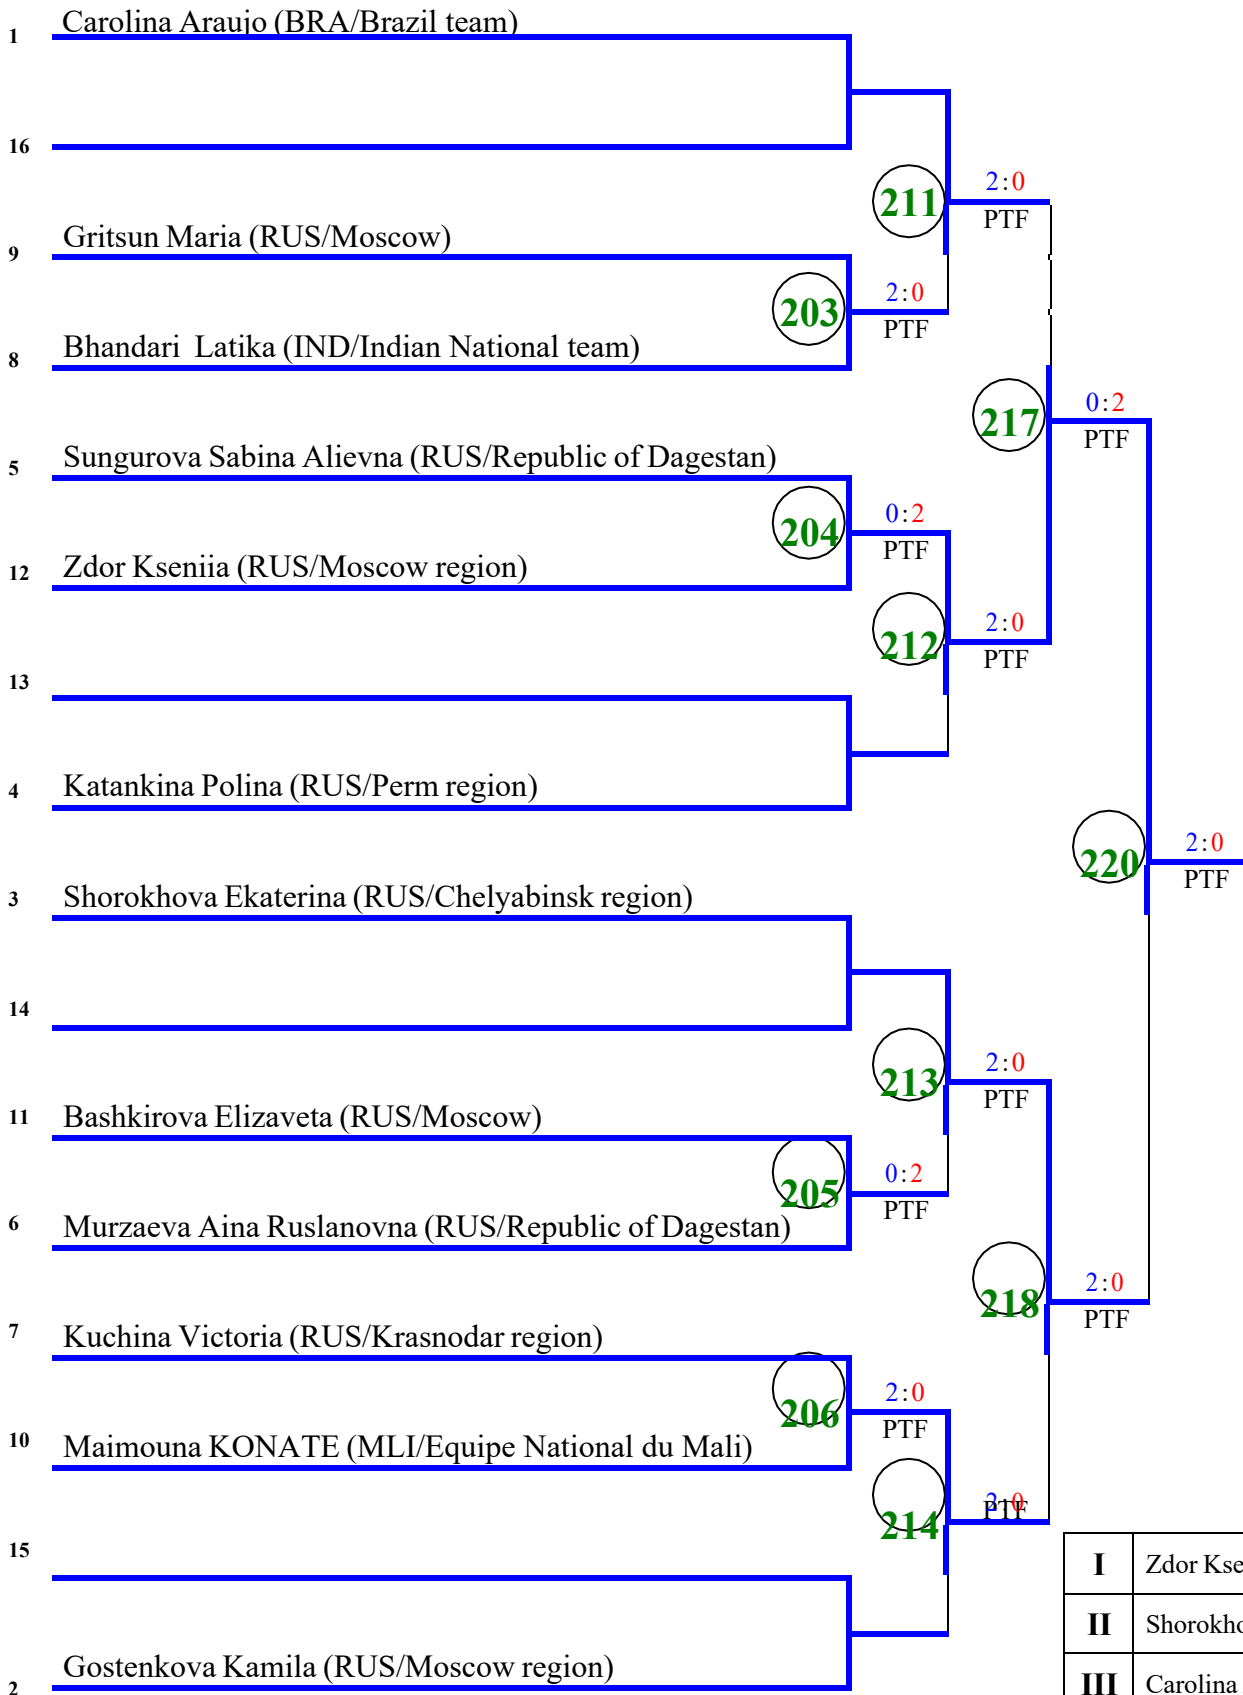 Carolina Araujo (BRA/Brazil team)
1
16
211
2:0
PTF
Gritsun Maria (RUS/Moscow)
9
203
2:0
PTF
Bhandari Latika (IND/Indian National team)
8
217
0:2
PTF
Sungurova Sabina Alievna (RUS/Republic of Dagestan)
5
204
0:2
PTF
Zdor Kseniia (RUS/Moscow region)
12
212
2:0
PTF
13
Katankina Polina (RUS/Perm region)
4
220
2:0
PTF
Shorokhova Ekaterina (RUS/Chelyabinsk region)
3
14
213
2:0
PTF
Bashkirova Elizaveta (RUS/Moscow)
11
205
0:2
PTF
Murzaeva Aina Ruslanovna (RUS/Republic of Dagestan)
6
218
2:0
PTF
Kuchina Victoria (RUS/Krasnodar region)
7
206
2:0
PTF
Maimouna KONATE (MLI/Equipe National du Mali)
10
214
2:0
PTF
15
I Zdor Kse
II Shorokho
III Carolina
Gostenkova Kamila (RUS/Moscow region)
2